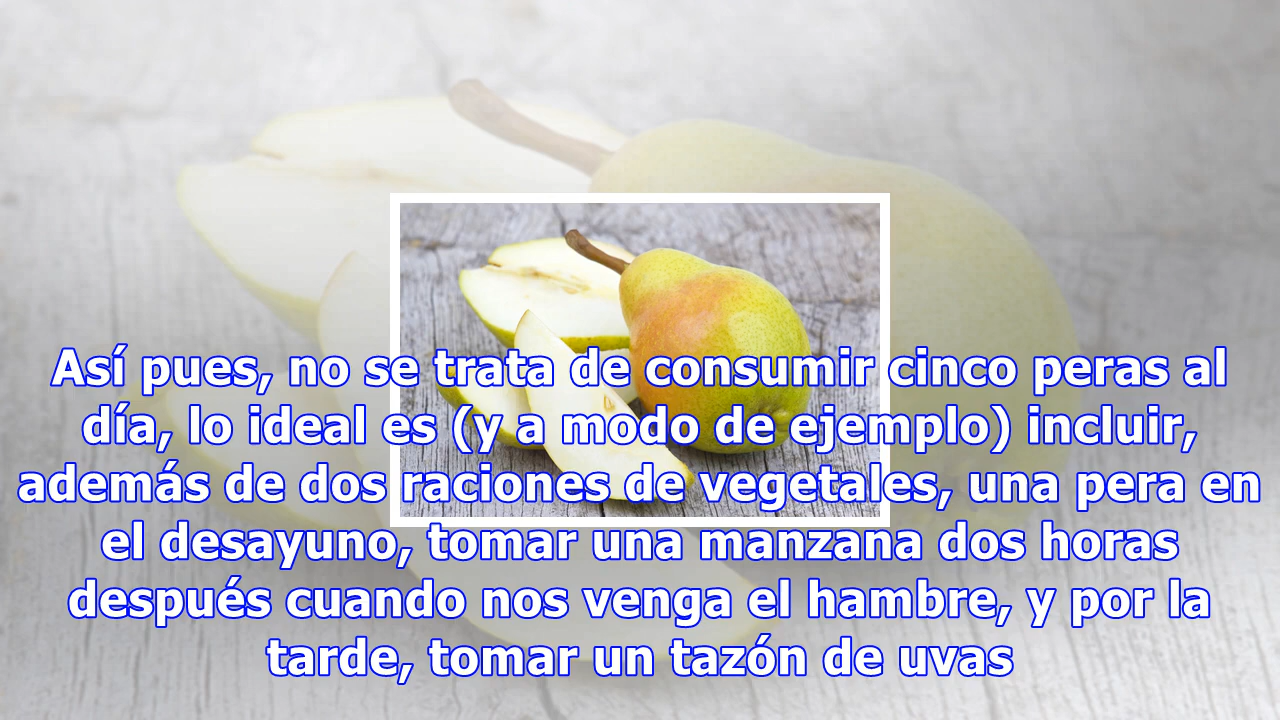 Así pues, no se trata de consumir cinco peras al
día, lo ideal es (y a modo de ejemplo) incluir,
además de dos raciones de vegetales, una pera en
el desayuno, tomar una manzana dos horas
después cuando nos venga el hambre, y por la
tarde, tomar un tazón de uvas